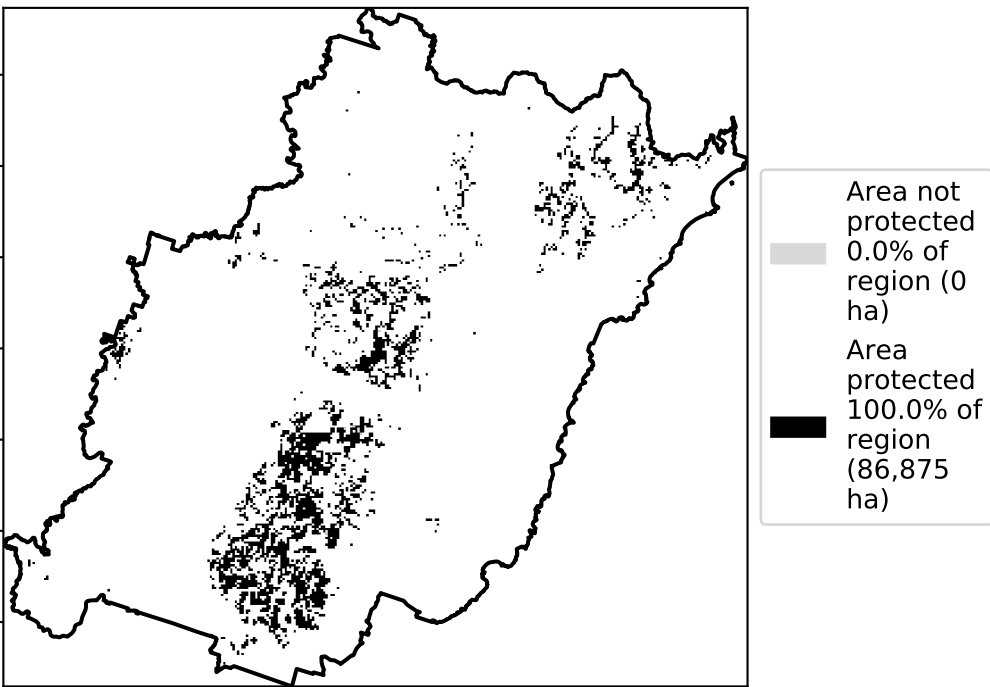 Area not
protected
0.0% of
region (0
ha)
Area
protected
100.0% of
region
(86,875
ha)